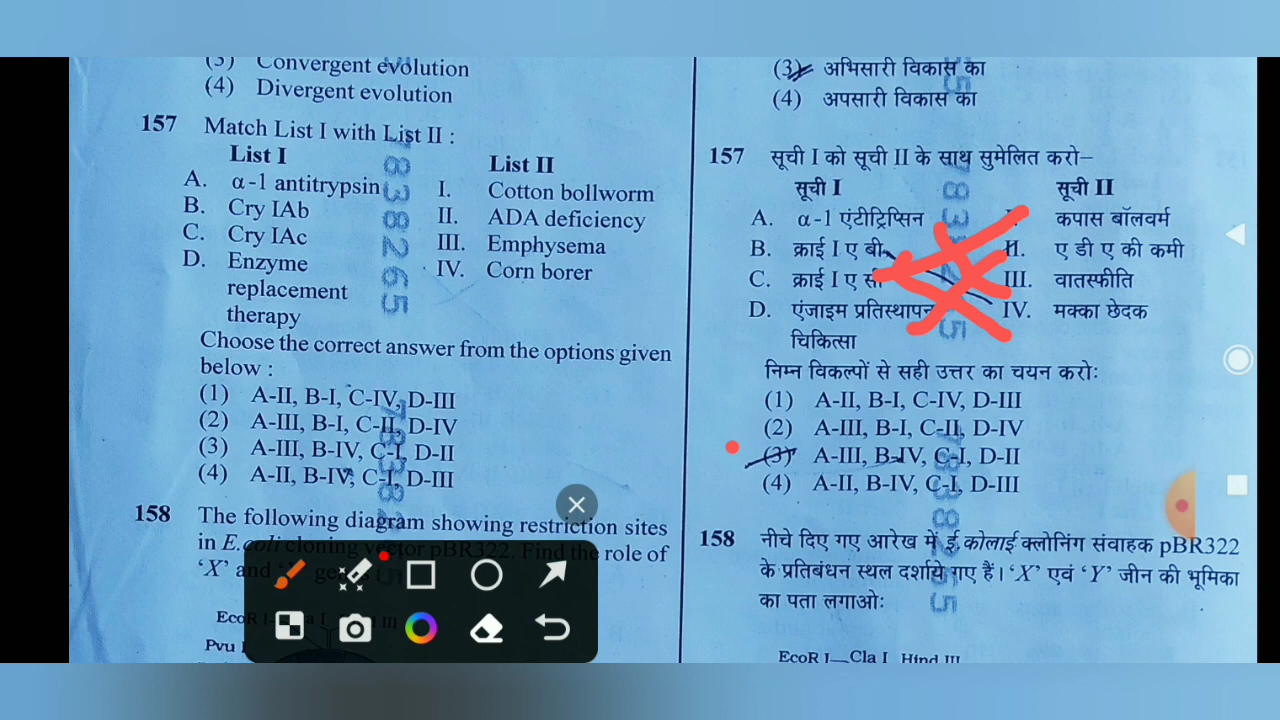 (3) Convergent evolution
(4) Divergent evolution
157 Match List I with List II :
List I List II
A. α-1 antitrypsin I. Cotton bollworm
B. Cry IAb II. ADA deficiency
C. Cry IAc III. Emphysema
D. Enzyme IV. Corn borer
replacement
therapy
Choose the correct answer from the options given
below :
(1) A-II, B-I, C-IV, D-III
(2) A-III, B-I, C-II, D-IV
(3) A-III, B-IV, C-I, D-II
(4) A-II, B-IV, C-I, D-III
158 The following diagram showing restriction sites
in E.coli cloning vector pBR322. Find the role of
‘X’ and
EcoR I
Pvu I
(3) अभिसारी विकास का
(4) अपसारी विकास का
157 सूची I को सूची II के साथ सुमेलित करो–
सूची I सूची II
A. α-1 एंटीट्रिप्सिन कपास बॉलवर्म
B. क्राई I ए बी II. ए डी ए की कमी
C. क्राई I ए सी III. वातस्फीति
D. एंजाइम प्रतिस्थापन IV. मक्का छेदक
चिकित्सा
निम्न विकल्पों से सही उत्तर का चयन करोः
(1) A-II, B-I, C-IV, D-III
(2) A-III, B-I, C-II, D-IV
(3) A-III, B-IV, C-I, D-II
(4) A-II, B-IV, C-I, D-III
158 नीचे दिए गए आरेख में ई कोलाई क्लोनिंग संवाहक pBR322
के प्रतिबंधन स्थल दर्शाये गए हैं। ‘X’ एवं ‘Y’ जीन की भूमिका
का पता लगाओः
EcoR I Cla I Hind III
7838265